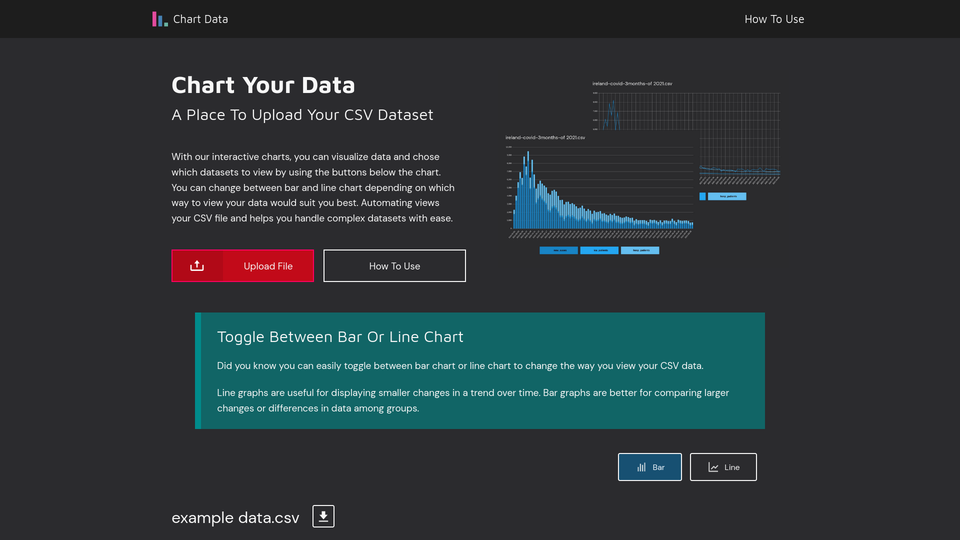 Chart Data
How To Use
Chart Your Data
A Place To Upload Your CSV Dataset
With our interactive charts, you can visualize data and chose
which datasets to view by using the buttons below the chart.
You can change between bar and line chart depending on which
way to view your data would suit you best. Automating views
your CSV file and helps you handle complex datasets with ease.
Upload File
How To Use
ireland-covid-3months-of 2021.csv
ireland-covid-3months-of 2021.csv
Toggle Between Bar Or Line Chart
Did you know you can easily toggle between bar chart or line chart to change the way you view your CSV data.
Line graphs are useful for displaying smaller changes in a trend over time. Bar graphs are better for comparing larger
changes or differences in data among groups.
Bar
Line
example data.csv